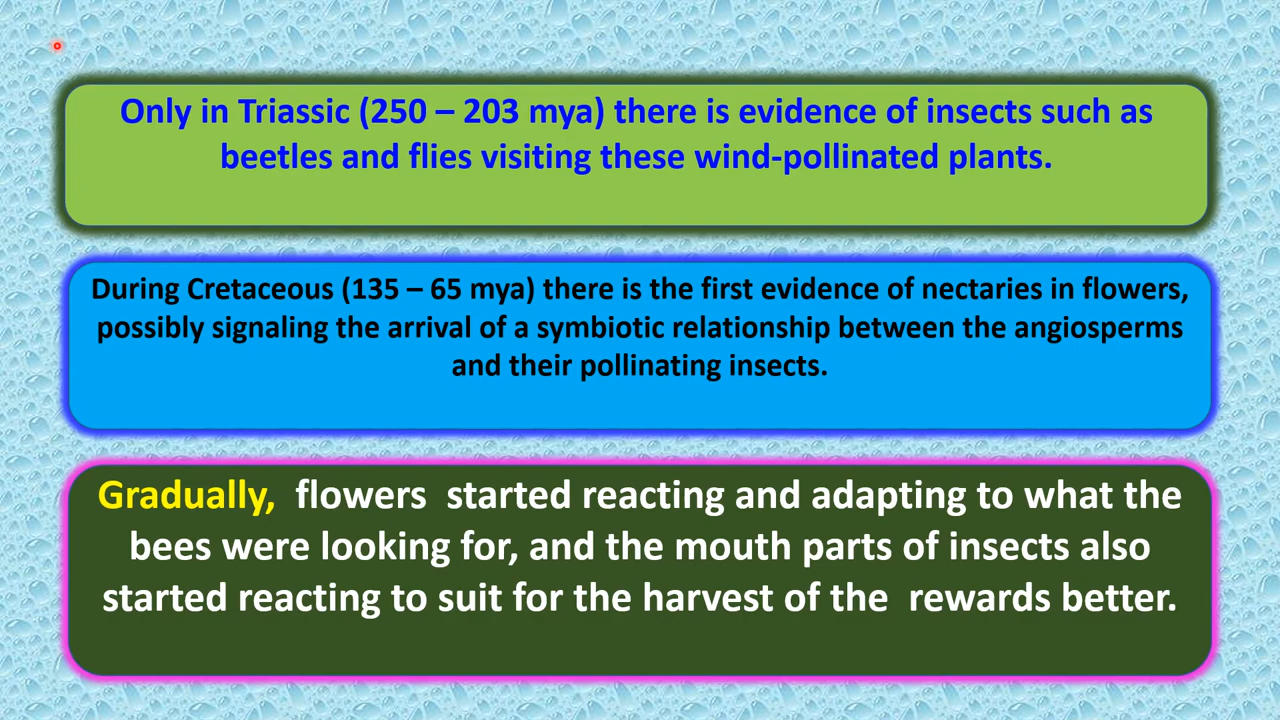 Only in Triassic (250 – 203 mya) there is evidence of insects such as
beetles and flies visiting these wind-pollinated plants.
During Cretaceous (135 – 65 mya) there is the first evidence of nectaries in flowers,
possibly signaling the arrival of a symbiotic relationship between the angiosperms
and their pollinating insects.
Gradually, flowers started reacting and adapting to what the
bees were looking for, and the mouth parts of insects also
started reacting to suit for the harvest of the rewards better.